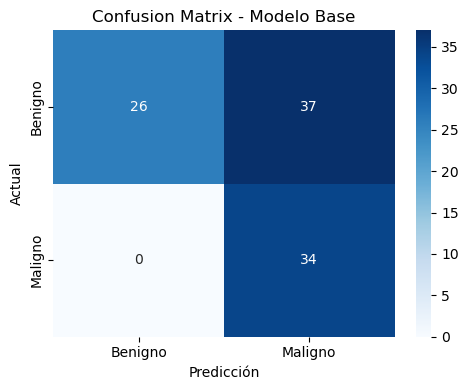 Confusion Matrix - Modelo Base
Actual
Benigno
Maligno
26
37
0
34
Benigno
Maligno
Predicción
35
30
25
20
15
10
5
0